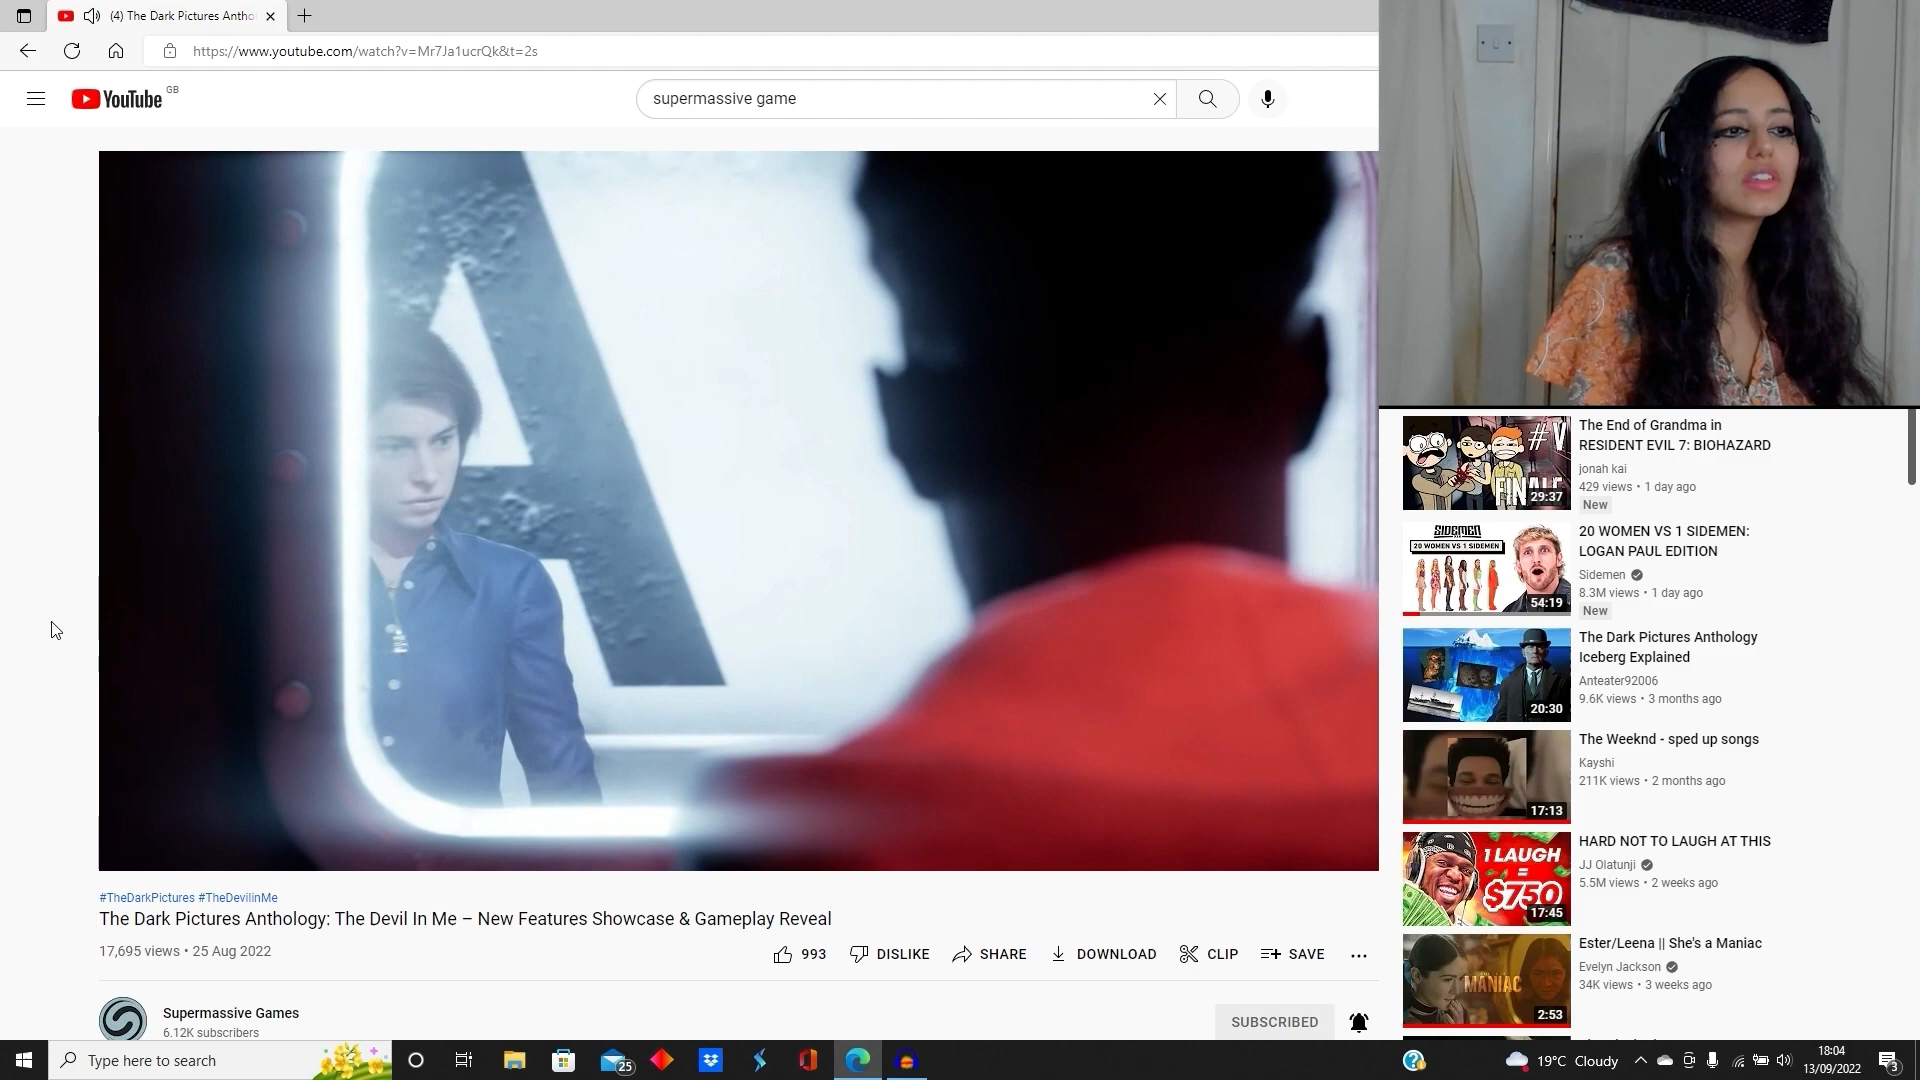 (4) The Dark Pictures Antho
https://www.youtube.com/watch?v=Mr7Ja1ucrQk&t=2s
YouTube GB
supermassive game
A
#TheDarkPictures #TheDevilinMe
The Dark Pictures Anthology: The Devil In Me – New Features Showcase & Gameplay Reveal
17,695 views • 25 Aug 2022
993 DISLIKE SHARE DOWNLOAD CLIP SAVE
Supermassive Games
6.12K subscribers
SUBSCRIBED
#V
FINALE
29:37
The End of Grandma in
RESIDENT EVIL 7: BIOHAZARD
jonah kai
429 views • 1 day ago
New
SIDEMEN
20 WOMEN VS 1 SIDEMEN
54:19
20 WOMEN VS 1 SIDEMEN:
LOGAN PAUL EDITION
Sidemen
8.3M views • 1 day ago
New
20:30
The Dark Pictures Anthology
Iceberg Explained
Anteater92006
9.6K views • 3 months ago
17:13
The Weeknd - sped up songs
Kayshi
211K views • 2 months ago
1 LAUGH
=
$750
17:45
HARD NOT TO LAUGH AT THIS
JJ Olatunji
5.5M views • 2 weeks ago
MANIAC
2:53
Ester/Leena || She's a Maniac
Evelyn Jackson
34K views • 3 weeks ago
Type here to search
25
19°C Cloudy
18:04
13/09/2022
3